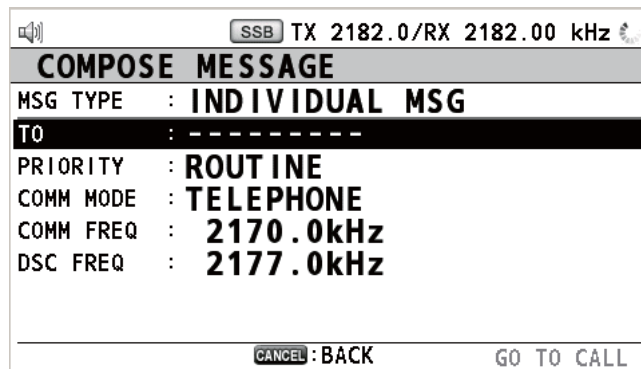 SSB TX 2182.0/RX 2182.00 kHz
COMPOSE MESSAGE
MSG TYPE : INDIVIDUAL MSG
TO : ---------
PRIORITY : ROUTINE
COMM MODE : TELEPHONE
COMM FREQ : 2170.0kHz
DSC FREQ : 2177.0kHz
CANCEL : BACK GO TO CALL